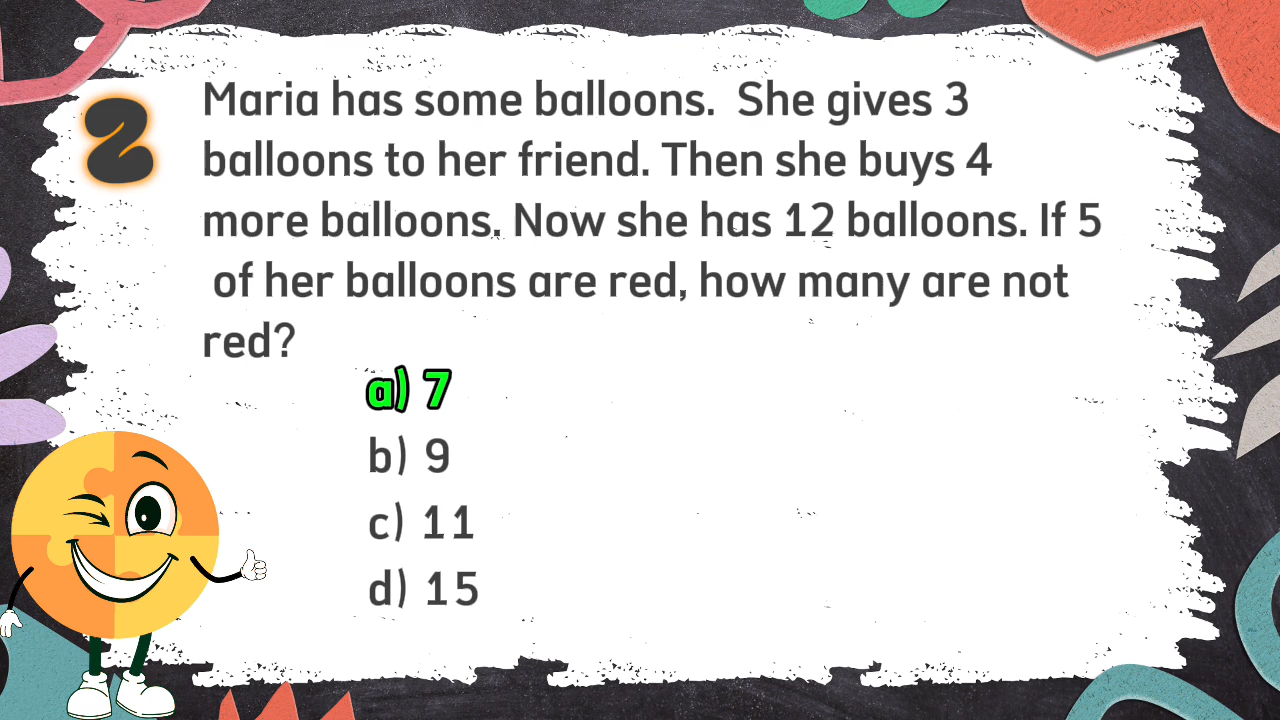 2
Maria has some balloons. She gives 3
balloons to her friend. Then she buys 4
more balloons. Now she has 12 balloons. If 5
of her balloons are red, how many are not
red?
a) 7
b) 9
c) 11
d) 15